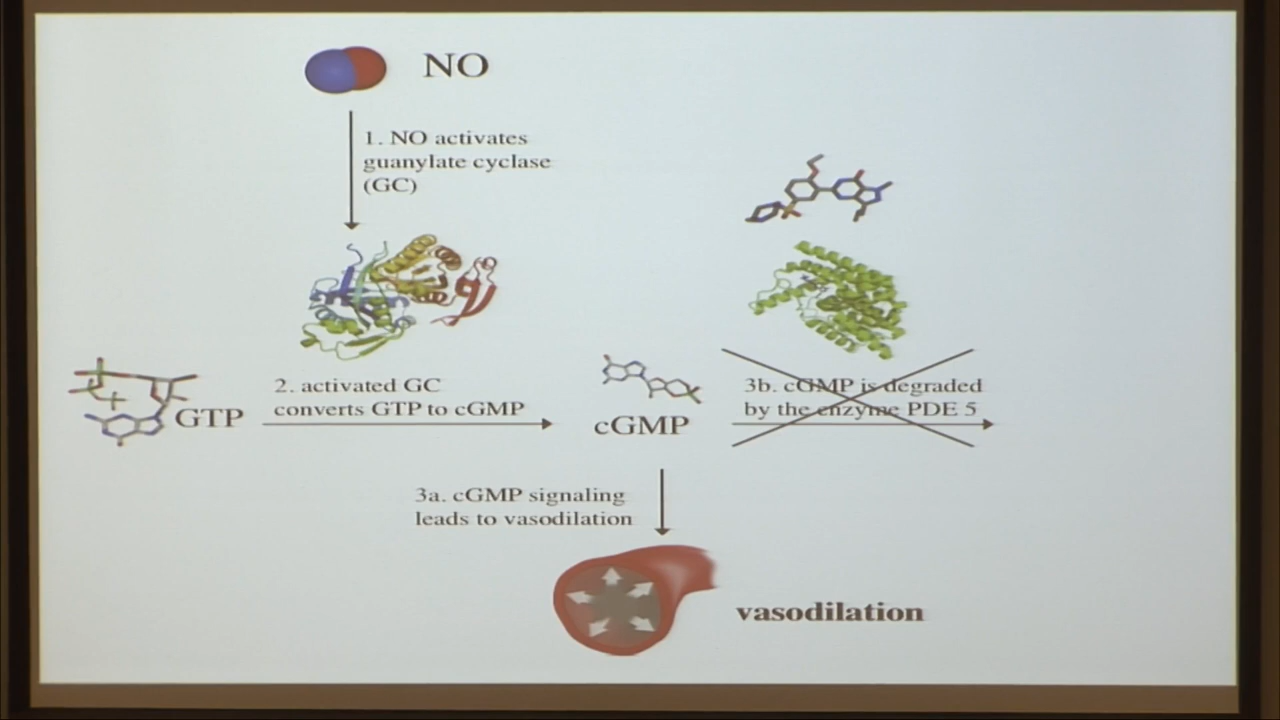 NO
1. NO activates
guanylate cyclase
(GC)
GTP
2. activated GC
converts GTP to cGMP
cGMP
3b. cGMP is degraded
by the enzyme PDE 5
3a. cGMP signaling
leads to vasodilation
vasodilation